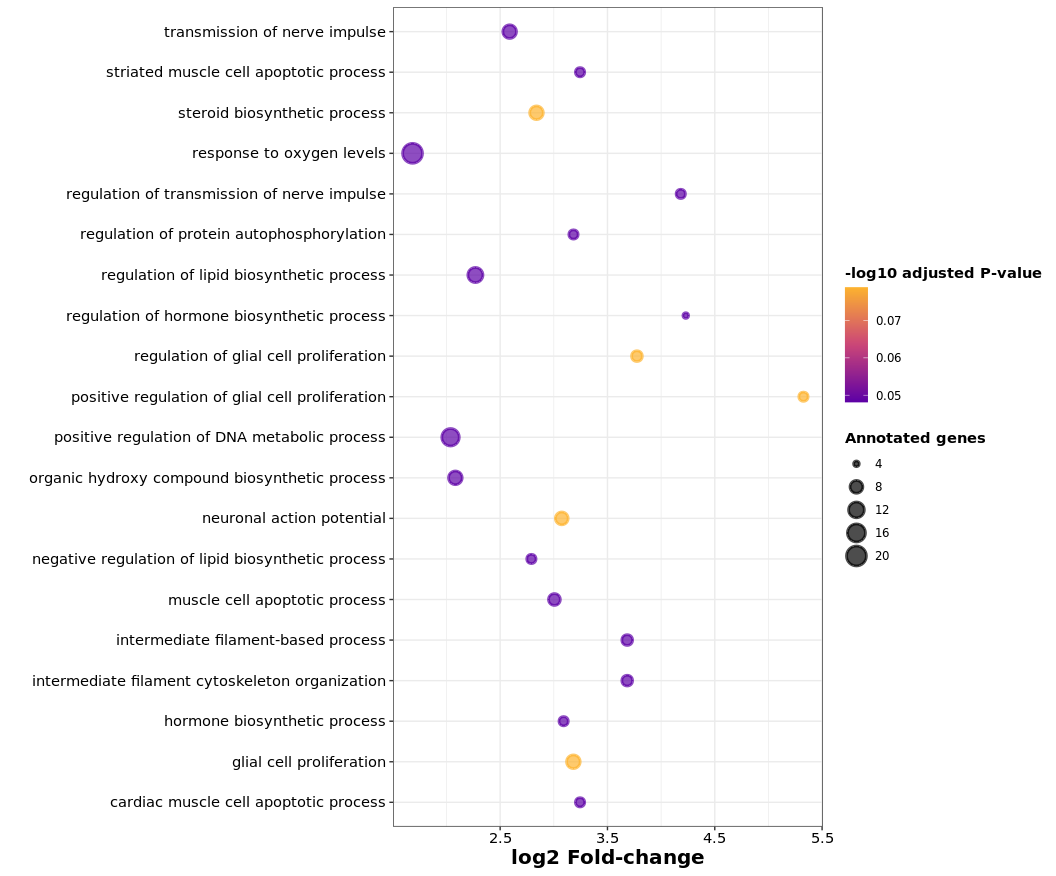 transmission of nerve impulse
striated muscle cell apoptotic process
steroid biosynthetic process
response to oxygen levels
regulation of transmission of nerve impulse
regulation of protein autophosphorylation
regulation of lipid biosynthetic process
regulation of hormone biosynthetic process
regulation of glial cell proliferation
positive regulation of glial cell proliferation
positive regulation of DNA metabolic process
organic hydroxy compound biosynthetic process
neuronal action potential
negative regulation of lipid biosynthetic process
muscle cell apoptotic process
intermediate filament-based process
intermediate filament cytoskeleton organization
hormone biosynthetic process
glial cell proliferation
cardiac muscle cell apoptotic process
2.5 3.5 4.5 5.5
log2 Fold-change
-log10 adjusted P-value
0.07
0.06
0.05
Annotated genes
4
8
12
16
20